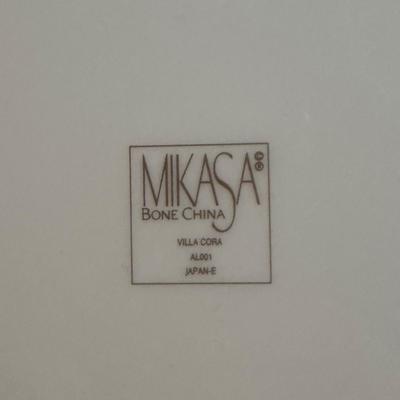 MIKASA ©®
BONE CHINA
VILLA CORA
AL001
JAPAN-E